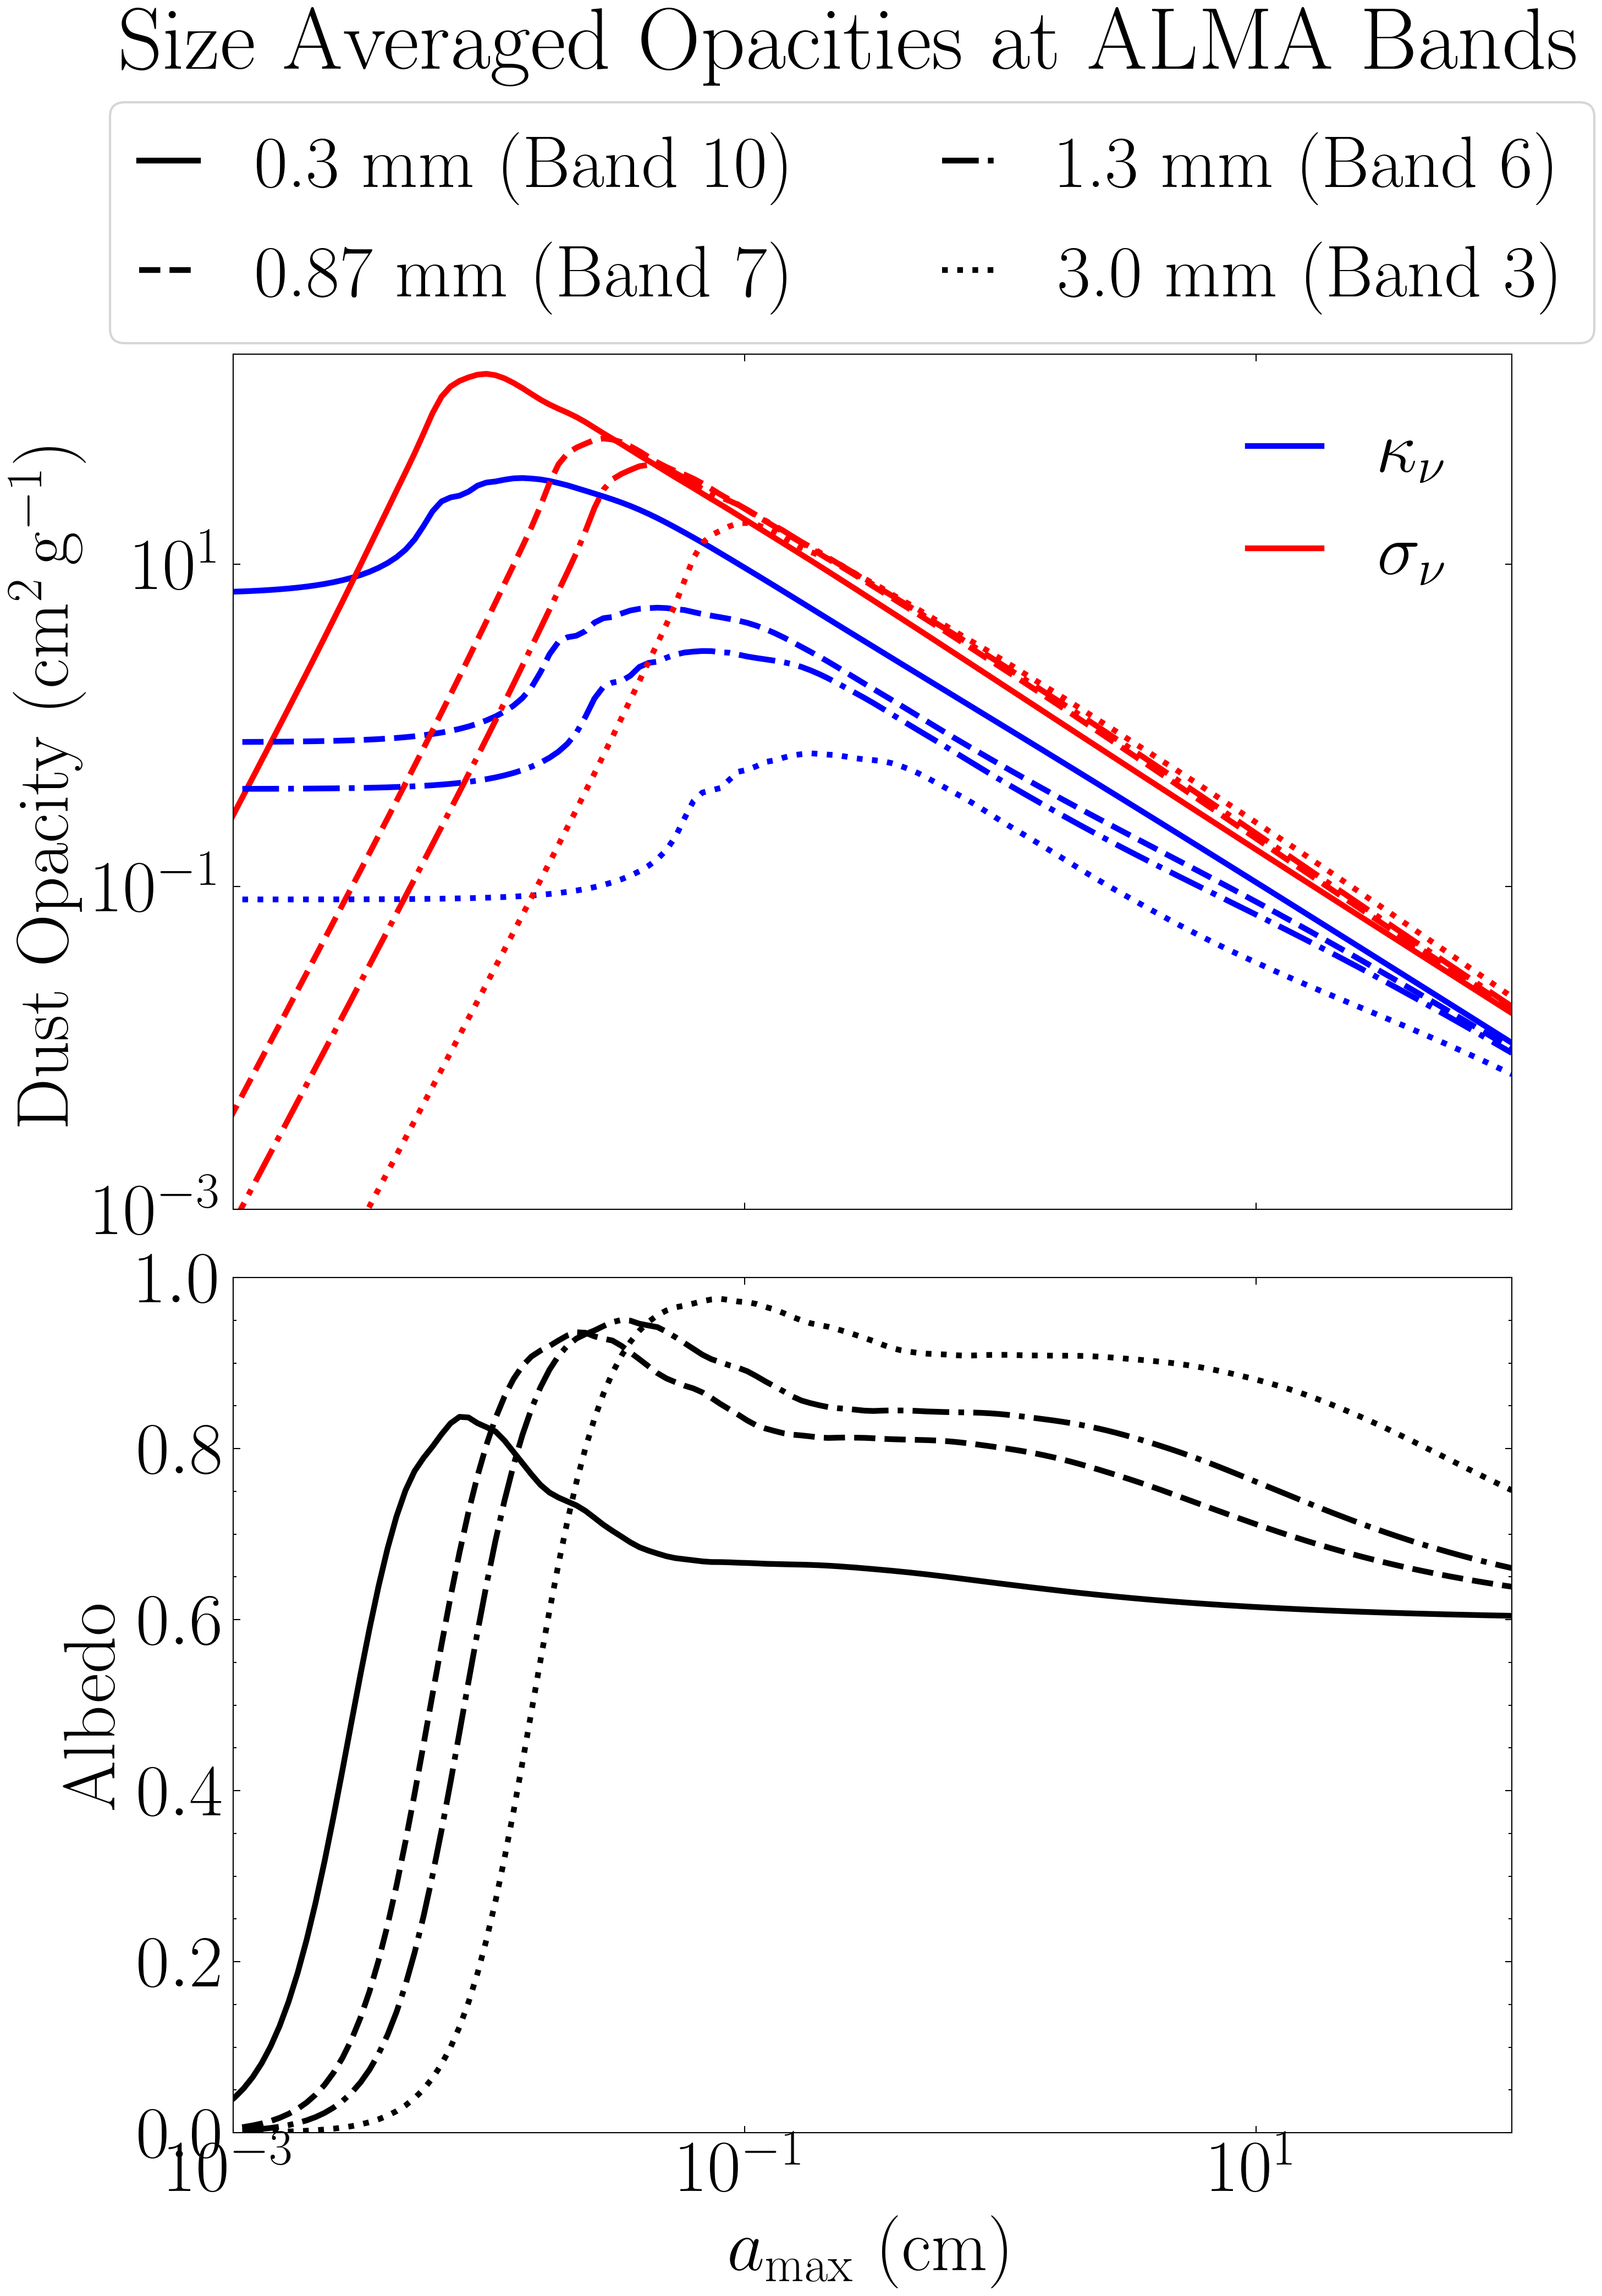 Size Averaged Opacities at ALMA Bands
0.3 mm (Band 10)
1.3 mm (Band 6)
0.87 mm (Band 7)
3.0 mm (Band 3)
Dust Opacity (cm² g⁻¹)
κ_ν
σ_ν
10¹
10⁻¹
10⁻³
Albedo
1.0
0.8
0.6
0.4
0.2
0.0
10⁻³
10⁻¹
10¹
a_max (cm)